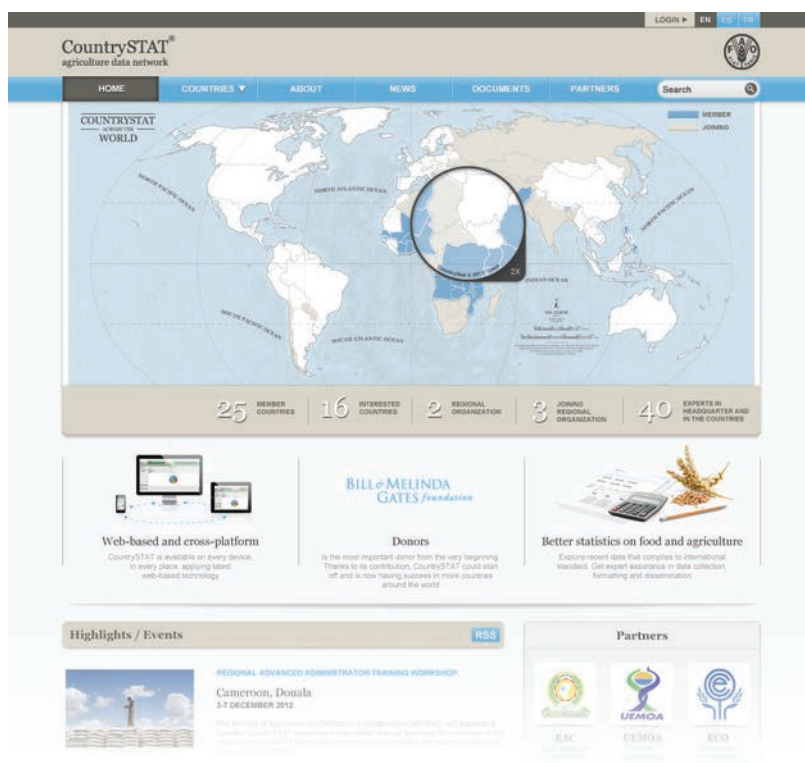 LOGIN ▶ EN ES FR
CountrySTAT®
agriculture data network
FAO
HOME COUNTRIES ▼ ABOUT NEWS DOCUMENTS PARTNERS Search
COUNTRYSTAT
ACROSS THE
WORLD
MEMBER
JOINING
NORTH PACIFIC OCEAN
NORTH ATLANTIC OCEAN
NORTH PACIFIC OCEAN
2X
INDIAN OCEAN
SOUTH PACIFIC OCEAN
SOUTH ATLANTIC OCEAN
25 MEMBER COUNTRIES
16 INTERESTED COUNTRIES
2 REGIONAL ORGANIZATION
3 JOINING REGIONAL ORGANIZATION
40 EXPERTS IN HEADQUARTER AND IN THE COUNTRIES
BILL & MELINDA
GATES foundation
Web-based and cross-platform
CountrySTAT is available on every device,
in every place, applying latest
web-based technology
Donors
Is the most important donor from the very beginning.
Thanks to its contribution, CountrySTAT could start
off and is now having success in more countries
around the world
Better statistics on food and agriculture
Explore recent data that complies to international
standard. Get expert assistance in data collection,
formatting and dissemination
Highlights / Events RSS
REGIONAL ADVANCED ADMINISTRATOR TRAINING WORKSHOP
Cameroon, Douala
3-7 DECEMBER 2012
Partners
UEMOA
EAC UEMOA ECO